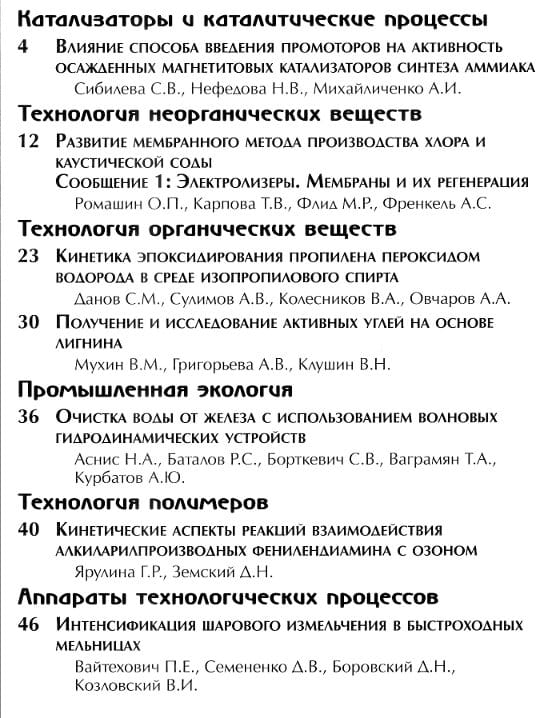 Катализаторы и каталитические процессы
4 Влияние способа введения промоторов на активность
осажденных магнетитовых катализаторов синтеза аммиака
Сибилева С.В., Нефедова Н.В., Михайличенко А.И.
Технология неорганических веществ
12 Развитие мембранного метода производства хлора и
каустической соды
Сообщение 1: Электролизеры. Мембраны и их регенерация
Ромашин О.П., Карпова Т.В., Флид М.Р., Френкель А.С.
Технология органических веществ
23 Кинетика эпоксидирования пропилена пероксидом
водорода в среде изопропилового спирта
Данов С.М., Сулимов А.В., Колесников В.А., Овчаров А.А.
30 Получение и исследование активных углей на основе
лигнина
Мухин В.М., Григорьева А.В., Клушин В.Н.
Промышленная экология
36 Очистка воды от железа с использованием волновых
гидродинамических устройств
Аснис Н.А., Баталов Р.С., Борткевич С.В., Ваграмян Т.А.,
Курбатов А.Ю.
Технология полимеров
40 Кинетические аспекты реакций взаимодействия
алкиларилпроизводных фенилендиамина с озоном
Ярулина Г.Р., Земский Д.Н.
Аппараты технологических процессов
46 Интенсификация шарового измельчения в быстроходных
мельницах
Вайтехович П.Е., Семененко Д.В., Боровский Д.Н.,
Козловский В.И.